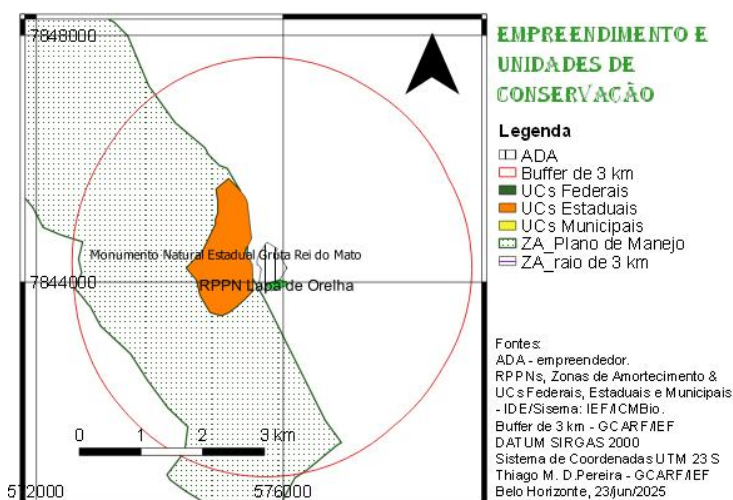 7848000
Monumento Natural Estadual Gruta Rei do Mato
7844000
RPPN Lapa de Orelha
0 1 2 3 km
572000 576000
EMPREENDIMENTO E
UNIDADES DE
CONSERVAÇÃO
Legenda
ADA
Buffer de 3 km
UCs Federais
UCs Estaduais
UCs Municipais
ZA_Plano de Manejo
ZA_raio de 3 km
Fontes:
ADA - empreendedor.
RPPNs, Zonas de Amortecimento &
UCs Federais, Estaduais e Municipais
- IDE/Sisema: IEF/ICMBio.
Buffer de 3 km - GCARF/IEF
DATUM SIRGAS 2000
Sistema de Coordenadas UTM 23 S
Thiago M. D.Pereira - GCARF/IEF
Belo Horizonte, 23/jun/2025